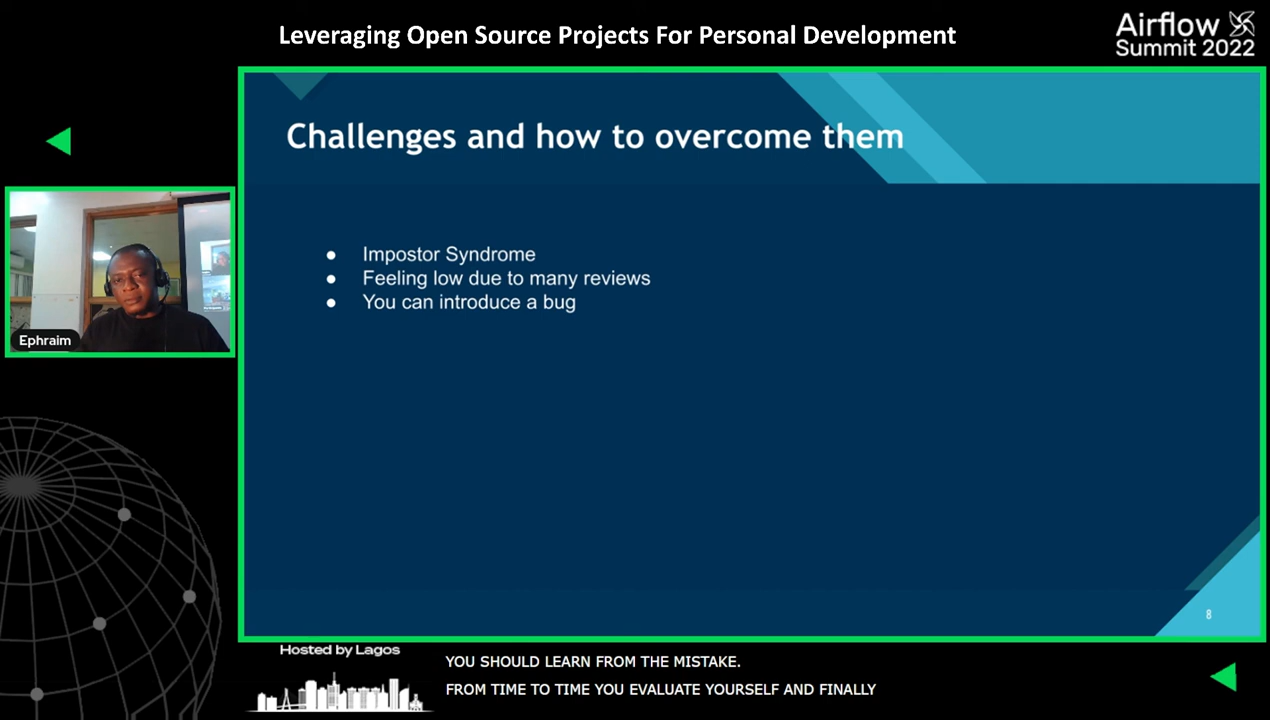 Leveraging Open Source Projects For Personal Development
Airflow
Summit 2022
Challenges and how to overcome them
● Impostor Syndrome
● Feeling low due to many reviews
● You can introduce a bug
Ephraim
8
Hosted by Lagos
YOU SHOULD LEARN FROM THE MISTAKE.
FROM TIME TO TIME YOU EVALUATE YOURSELF AND FINALLY